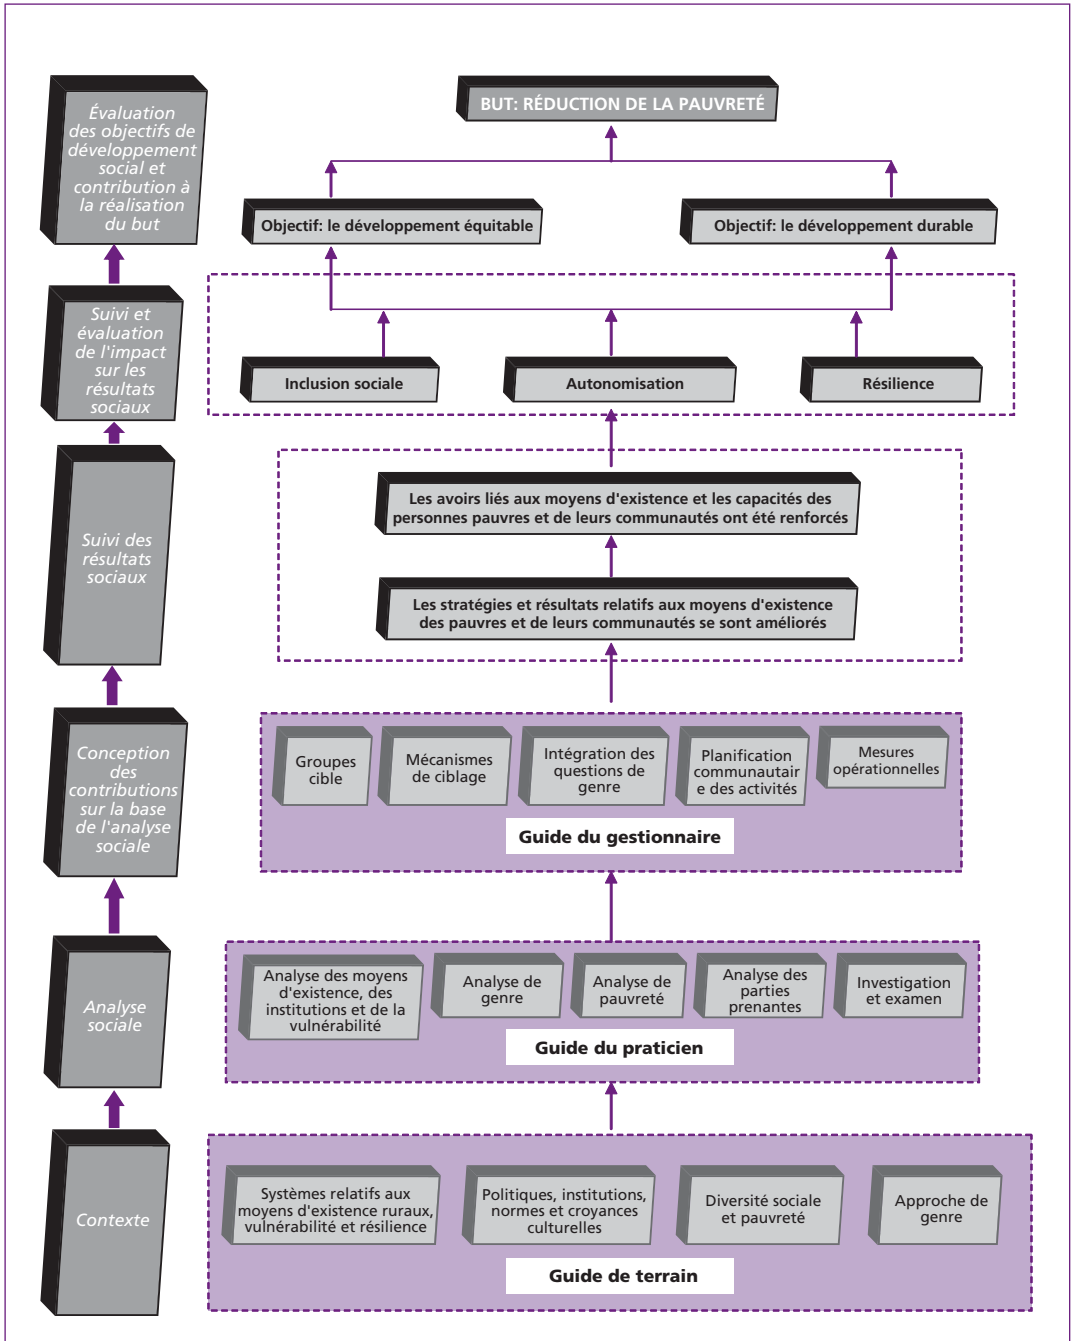 BUT: RÉDUCTION DE LA PAUVRETÉ
Évaluation
des objectifs de
développement
social et
contribution à
la réalisation
du but
Objectif: le développement équitable
Objectif: le développement durable
Suivi et
évaluation
de l'impact
sur les
résultats
sociaux
Inclusion sociale
Autonomisation
Résilience
Suivi des
résultats
sociaux
Les avoirs liés aux moyens d'existence et les capacités des
personnes pauvres et de leurs communautés ont été renforcés
Les stratégies et résultats relatifs aux moyens d'existence
des pauvres et de leurs communautés se sont améliorés
Conception
des
contributions
sur la base
de l'analyse
sociale
Groupes
cible
Mécanismes
de ciblage
Intégration des
questions de
genre
Planification
communautair
e des activités
Mesures
opérationnelles
Guide du gestionnaire
Analyse
sociale
Analyse des moyens
d'existence, des
institutions et de la
vulnérabilité
Analyse de
genre
Analyse de
pauvreté
Analyse des
parties
prenantes
Investigation
et examen
Guide du praticien
Contexte
Systèmes relatifs aux
moyens d'existence ruraux,
vulnérabilité et résilience
Politiques, institutions,
normes et croyances
culturelles
Diversité sociale
et pauvreté
Approche de
genre
Guide de terrain